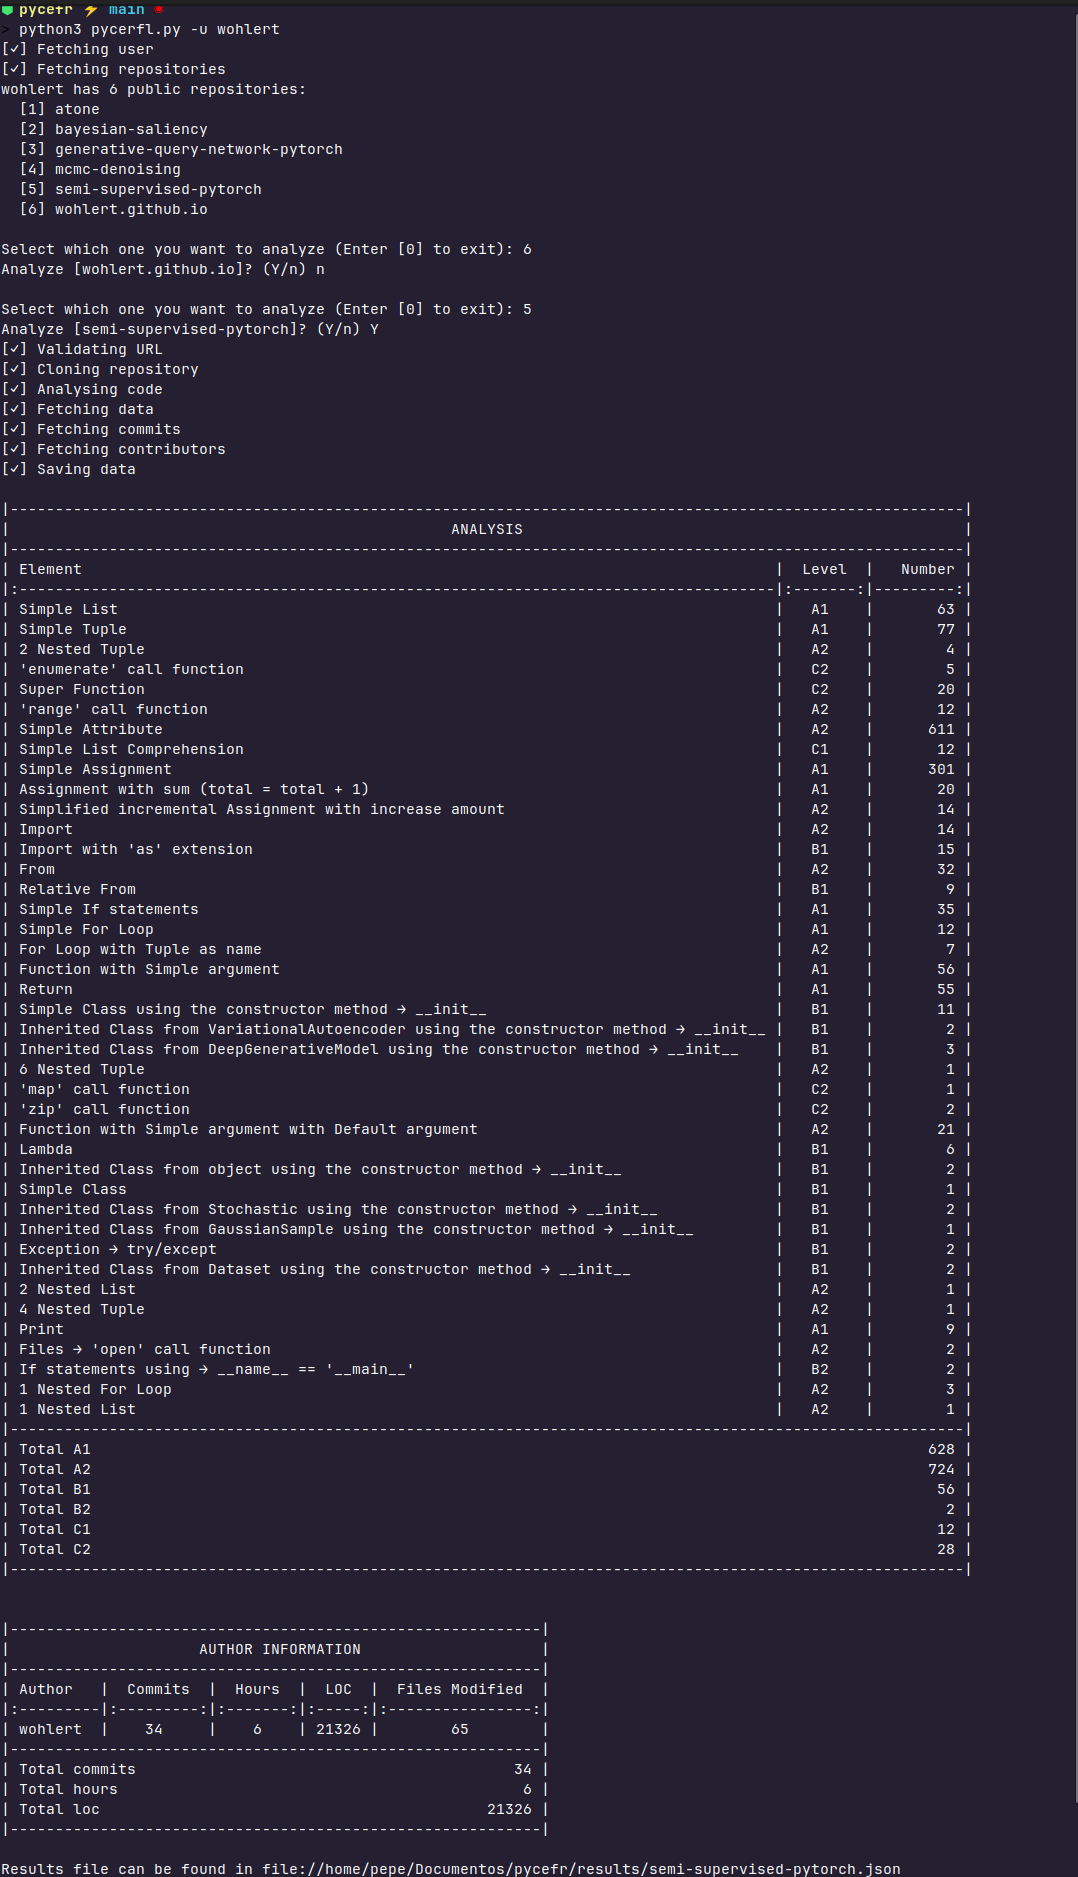 pycefr ⚡ main
> python3 pycerfl.py -u wohlert
[✓] Fetching user
[✓] Fetching repositories
wohlert has 6 public repositories:
  [1] atone
  [2] bayesian-saliency
  [3] generative-query-network-pytorch
  [4] mcmc-denoising
  [5] semi-supervised-pytorch
  [6] wohlert.github.io
Select which one you want to analyze (Enter [0] to exit): 6
Analyze [wohlert.github.io]? (Y/n) n
Select which one you want to analyze (Enter [0] to exit): 5
Analyze [semi-supervised-pytorch]? (Y/n) Y
[✓] Validating URL
[✓] Cloning repository
[✓] Analysing code
[✓] Fetching data
[✓] Fetching commits
[✓] Fetching contributors
[✓] Saving data
ANALYSIS
| Element | Level | Number |
| Simple List | A1 | 63 |
| Simple Tuple | A1 | 77 |
| 2 Nested Tuple | A2 | 4 |
| 'enumerate' call function | C2 | 5 |
| Super Function | C2 | 20 |
| 'range' call function | A2 | 12 |
| Simple Attribute | A2 | 611 |
| Simple List Comprehension | C1 | 12 |
| Simple Assignment | A1 | 301 |
| Assignment with sum (total = total + 1) | A1 | 20 |
| Simplified incremental Assignment with increase amount | A2 | 14 |
| Import | A2 | 14 |
| Import with 'as' extension | B1 | 15 |
| From | A2 | 32 |
| Relative From | B1 | 9 |
| Simple If statements | A1 | 35 |
| Simple For Loop | A1 | 12 |
| For Loop with Tuple as name | A2 | 7 |
| Function with Simple argument | A1 | 56 |
| Return | A1 | 55 |
| Simple Class using the constructor method → __init__ | B1 | 11 |
| Inherited Class from VariationalAutoencoder using the constructor method → __init__ | B1 | 2 |
| Inherited Class from DeepGenerativeModel using the constructor method → __init__ | B1 | 3 |
| 6 Nested Tuple | A2 | 1 |
| 'map' call function | C2 | 1 |
| 'zip' call function | C2 | 2 |
| Function with Simple argument with Default argument | A2 | 21 |
| Lambda | B1 | 6 |
| Inherited Class from object using the constructor method → __init__ | B1 | 2 |
| Simple Class | B1 | 1 |
| Inherited Class from Stochastic using the constructor method → __init__ | B1 | 2 |
| Inherited Class from GaussianSample using the constructor method → __init__ | B1 | 1 |
| Exception → try/except | B1 | 2 |
| Inherited Class from Dataset using the constructor method → __init__ | B1 | 2 |
| 2 Nested List | A2 | 1 |
| 4 Nested Tuple | A2 | 1 |
| Print | A1 | 9 |
| Files → 'open' call function | A2 | 2 |
| If statements using → __name__ == '__main__' | B2 | 2 |
| 1 Nested For Loop | A2 | 3 |
| 1 Nested List | A2 | 1 |
| Total A1 628 |
| Total A2 724 |
| Total B1 56 |
| Total B2 2 |
| Total C1 12 |
| Total C2 28 |
AUTHOR INFORMATION
| Author | Commits | Hours | LOC | Files Modified |
| wohlert | 34 | 6 | 21326 | 65 |
| Total commits 34 |
| Total hours 6 |
| Total loc 21326 |
Results file can be found in file://home/pepe/Documentos/pycefr/results/semi-supervised-pytorch.json